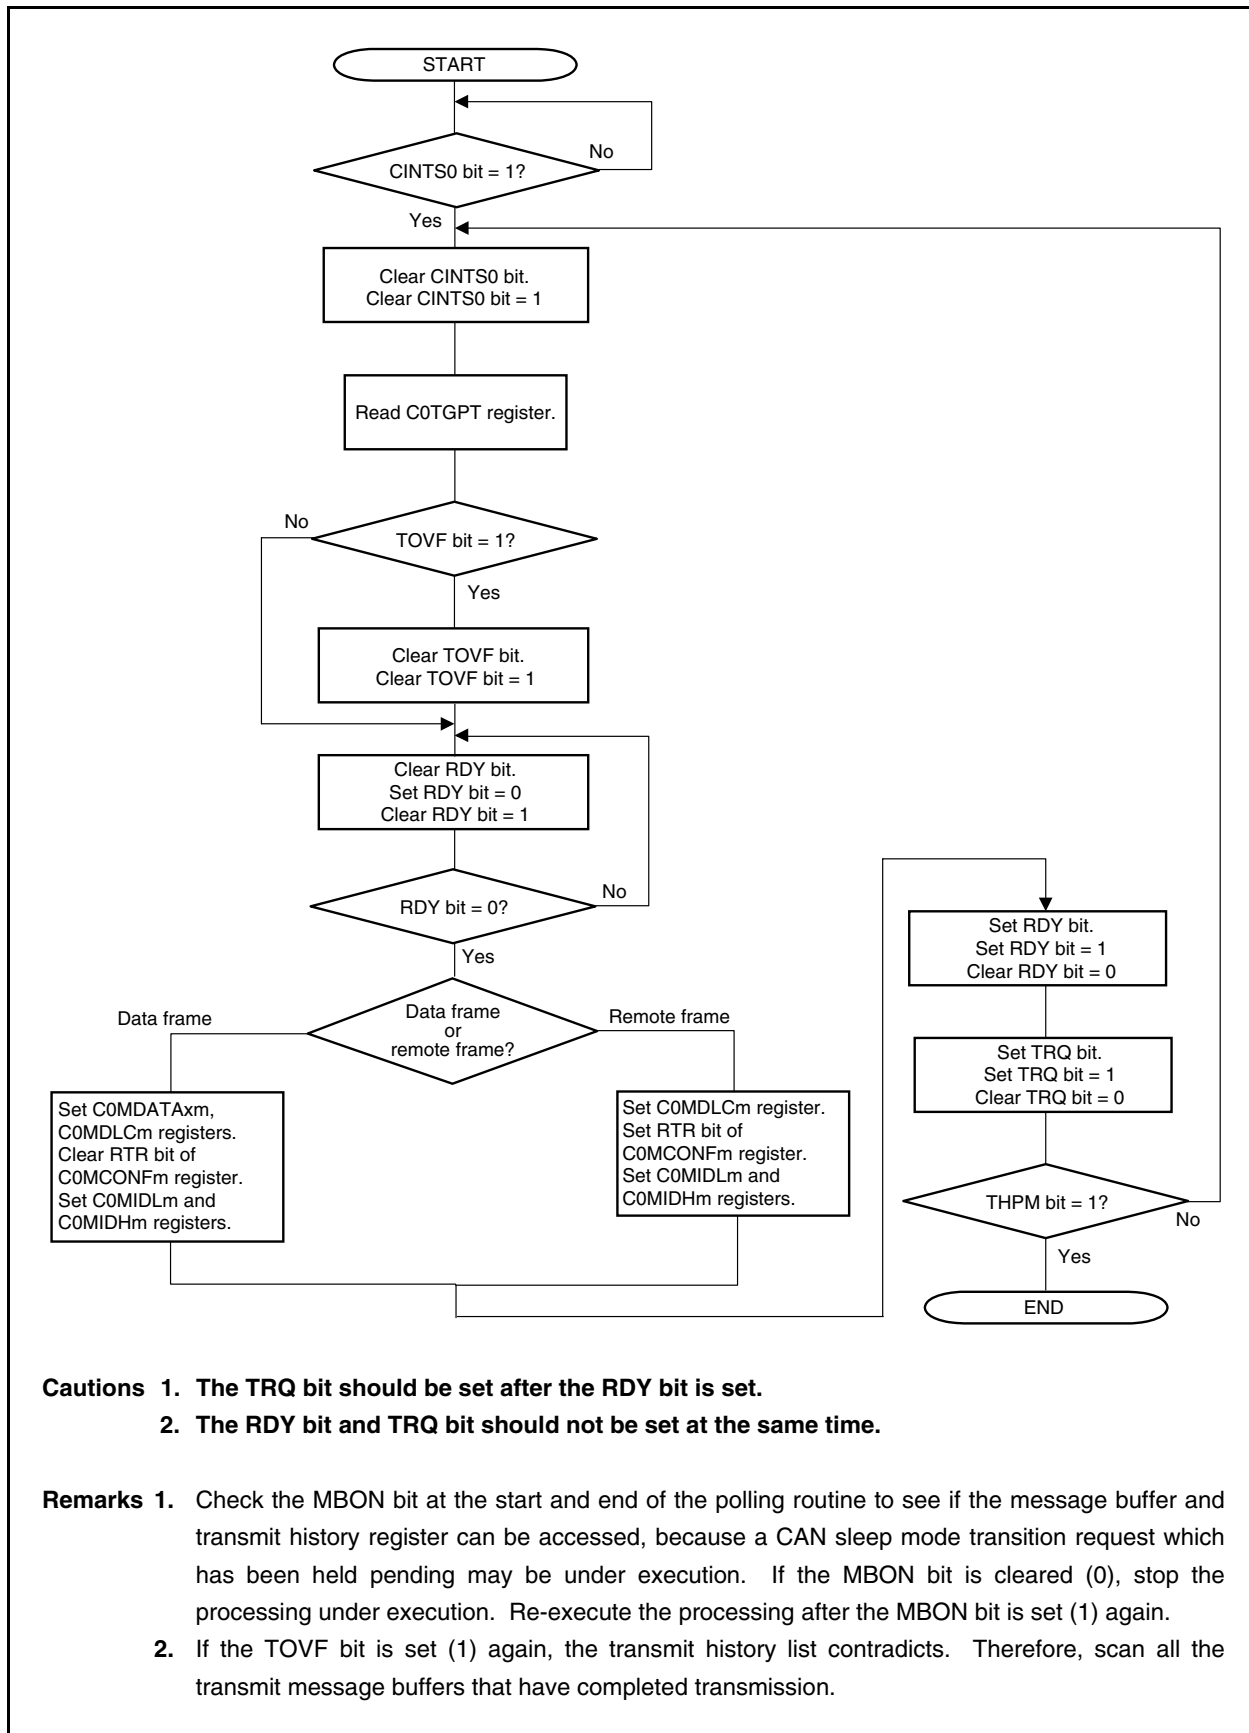 START
CINTS0 bit = 1?
No
Yes
Clear CINTS0 bit.
Clear CINTS0 bit = 1
Read C0TGPT register.
TOVF bit = 1?
No
Yes
Clear TOVF bit.
Clear TOVF bit = 1
Clear RDY bit.
Set RDY bit = 0
Clear RDY bit = 1
RDY bit = 0?
No
Yes
Data frame
or
remote frame?
Data frame
Remote frame
Set C0MDATAxm,
C0MDLCm registers.
Clear RTR bit of
C0MCONFm register.
Set C0MIDLm and
C0MIDHm registers.
Set C0MDLCm register.
Set RTR bit of
C0MCONFm register.
Set C0MIDLm and
C0MIDHm registers.
Set RDY bit.
Set RDY bit = 1
Clear RDY bit = 0
Set TRQ bit.
Set TRQ bit = 1
Clear TRQ bit = 0
THPM bit = 1?
No
Yes
END
Cautions 1. The TRQ bit should be set after the RDY bit is set.
2. The RDY bit and TRQ bit should not be set at the same time.
Remarks 1. Check the MBON bit at the start and end of the polling routine to see if the message buffer and
transmit history register can be accessed, because a CAN sleep mode transition request which
has been held pending may be under execution. If the MBON bit is cleared (0), stop the
processing under execution. Re-execute the processing after the MBON bit is set (1) again.
2. If the TOVF bit is set (1) again, the transmit history list contradicts. Therefore, scan all the
transmit message buffers that have completed transmission.